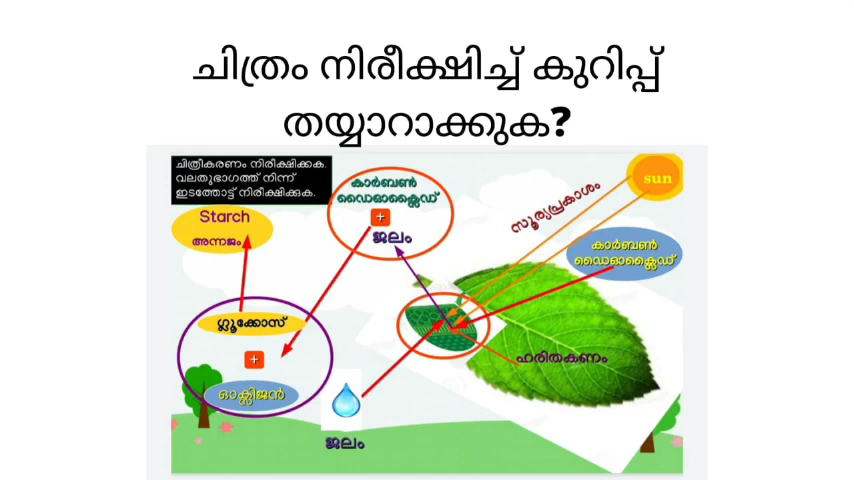 ചിത്രം നിരീക്ഷിച്ച് കുറിപ്പ്
തയ്യാറാക്കുക?
ചിത്രീകരണം നിരീക്ഷിക്കുക.
വലതുഭാഗത്ത് നിന്ന്
ഇടത്തോട്ട് നിരീക്ഷിക്കുക.
Starch
അന്നജം
കാർബൺ
ഡൈഓക്സൈഡ്
+
ജലം
സൂര്യപ്രകാശം
sun
കാർബൺ
ഡൈഓക്സൈഡ്
ഗ്ലൂക്കോസ്
+
ഓക്സിജൻ
ഹരിതകണം
ജലം